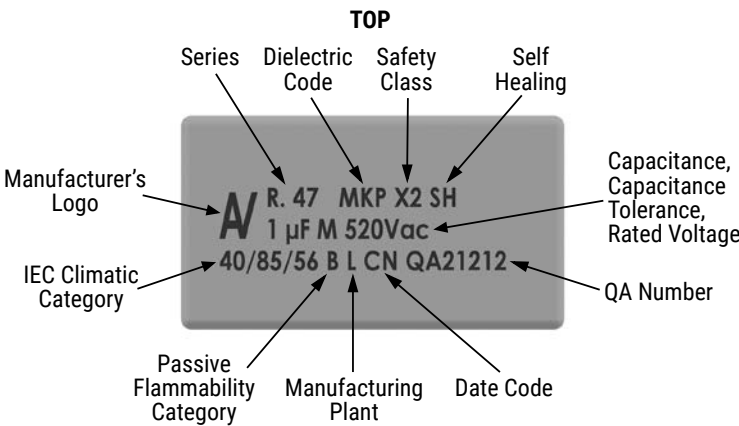 TOP
Series
Dielectric
Code
Safety
Class
Self
Healing
Manufacturer's
Logo
R. 47 MKP X2 SH
1 µF M 520Vac
40/85/56 B L CN QA21212
Capacitance,
Capacitance
Tolerance,
Rated Voltage
IEC Climatic
Category
QA Number
Passive
Flammability
Category
Manufacturing
Plant
Date Code